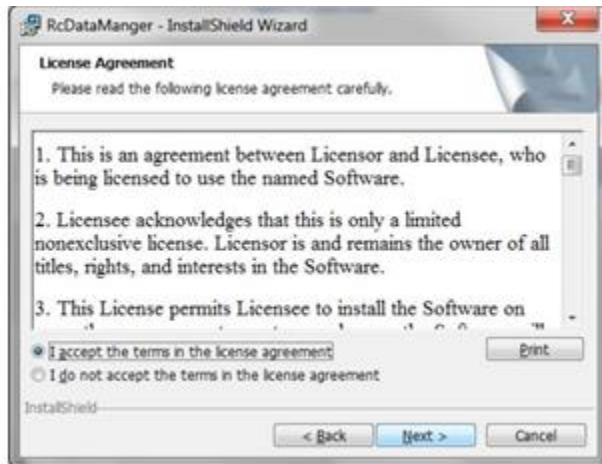 RcDataManger - InstallShield Wizard
License Agreement
Please read the following license agreement carefully.
1. This is an agreement between Licensor and Licensee, who
is being licensed to use the named Software.
2. Licensee acknowledges that this is only a limited
nonexclusive license. Licensor is and remains the owner of all
titles, rights, and interests in the Software.
3. This License permits Licensee to install the Software on
I accept the terms in the license agreement
Print
I do not accept the terms in the license agreement
InstallShield
< Back
Next >
Cancel